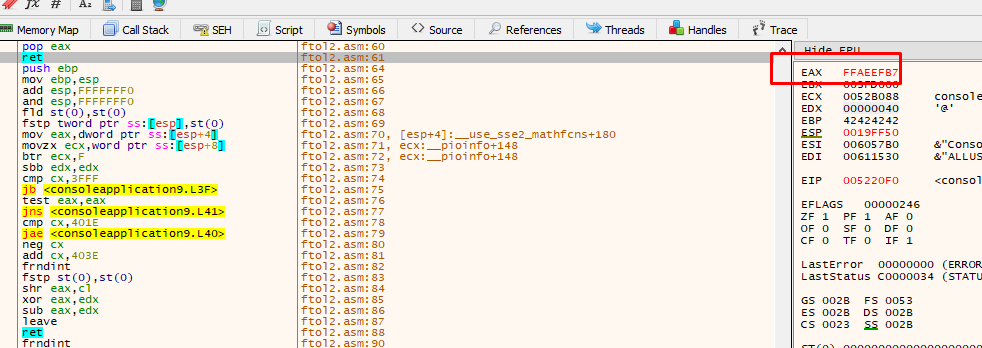 Memory Map Call Stack SEH Script Symbols Source References Threads Handles Trace
pop eax ftol2.asm:60
ret ftol2.asm:61
push ebp ftol2.asm:64
mov ebp,esp ftol2.asm:65
add esp,FFFFFFF0 ftol2.asm:66
and esp,FFFFFFF0 ftol2.asm:67
fld st(0),st(0) ftol2.asm:68
fstp tword ptr ss:[esp],st(0) ftol2.asm:69
mov eax,dword ptr ss:[esp+4] ftol2.asm:70, [esp+4]:__use_sse2_mathfcns+180
movzx ecx,word ptr ss:[esp+8] ftol2.asm:71, ecx:__pioinfo+148
btr ecx,F ftol2.asm:72, ecx:__pioinfo+148
sbb edx,edx ftol2.asm:73
cmp cx,3FFF ftol2.asm:74
jb <consoleapplication9.L3F> ftol2.asm:75
test eax,eax ftol2.asm:76
jns <consoleapplication9.L41> ftol2.asm:77
cmp cx,401E ftol2.asm:78
jae <consoleapplication9.L40> ftol2.asm:79
neg cx ftol2.asm:80
add cx,403E ftol2.asm:81
frndint ftol2.asm:82
fstp st(0),st(0) ftol2.asm:83
shr eax,cl ftol2.asm:84
xor eax,edx ftol2.asm:85
sub eax,edx ftol2.asm:86
leave ftol2.asm:87
ret ftol2.asm:88
frndint ftol2.asm:90
Hide FPU
EAX FFAEEFB7
ECX 0052B088 console
EDX 00000040 '@'
EBP 42424242
ESP 0019FF50
ESI 006057B0 &"Conso
EDI 00611530 &"ALLUS
EIP 005220F0 <consol
EFLAGS 00000246
ZF 1 PF 1 AF 0
OF 0 SF 0 DF 0
CF 0 TF 0 IF 1
LastError 00000000 (ERROR
LastStatus C0000034 (STATU
GS 002B FS 0053
ES 002B DS 002B
CS 0023 SS 002B